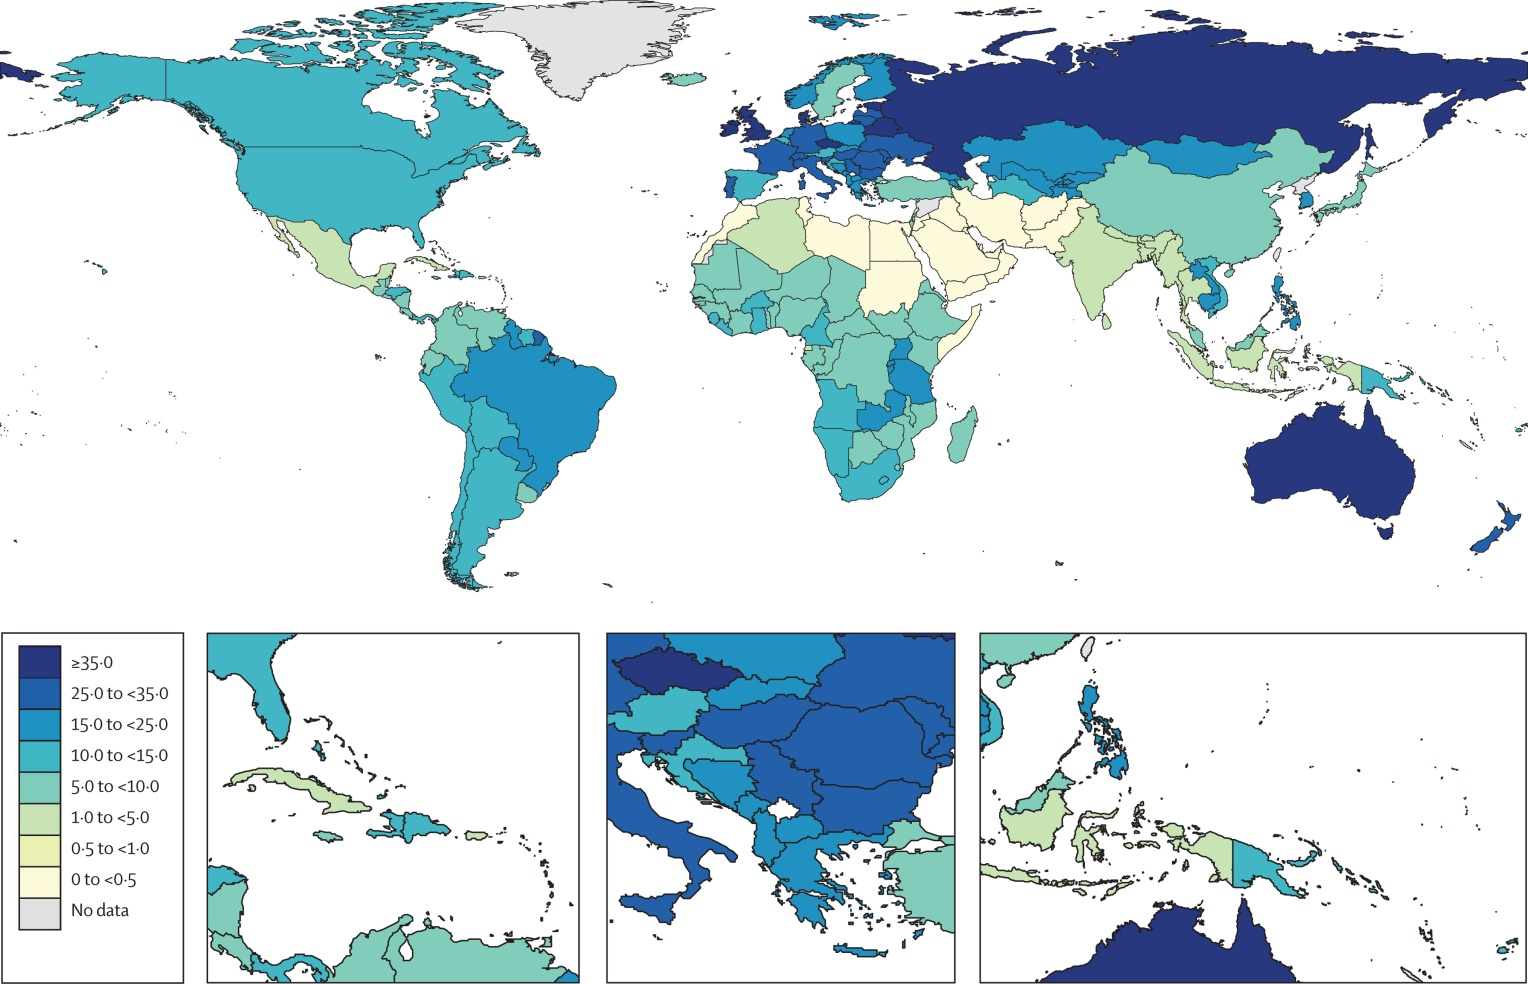 ≥35·0
25·0 to <35·0
15·0 to <25·0
10·0 to <15·0
5·0 to <10·0
1·0 to <5·0
0·5 to <1·0
0 to <0·5
No data